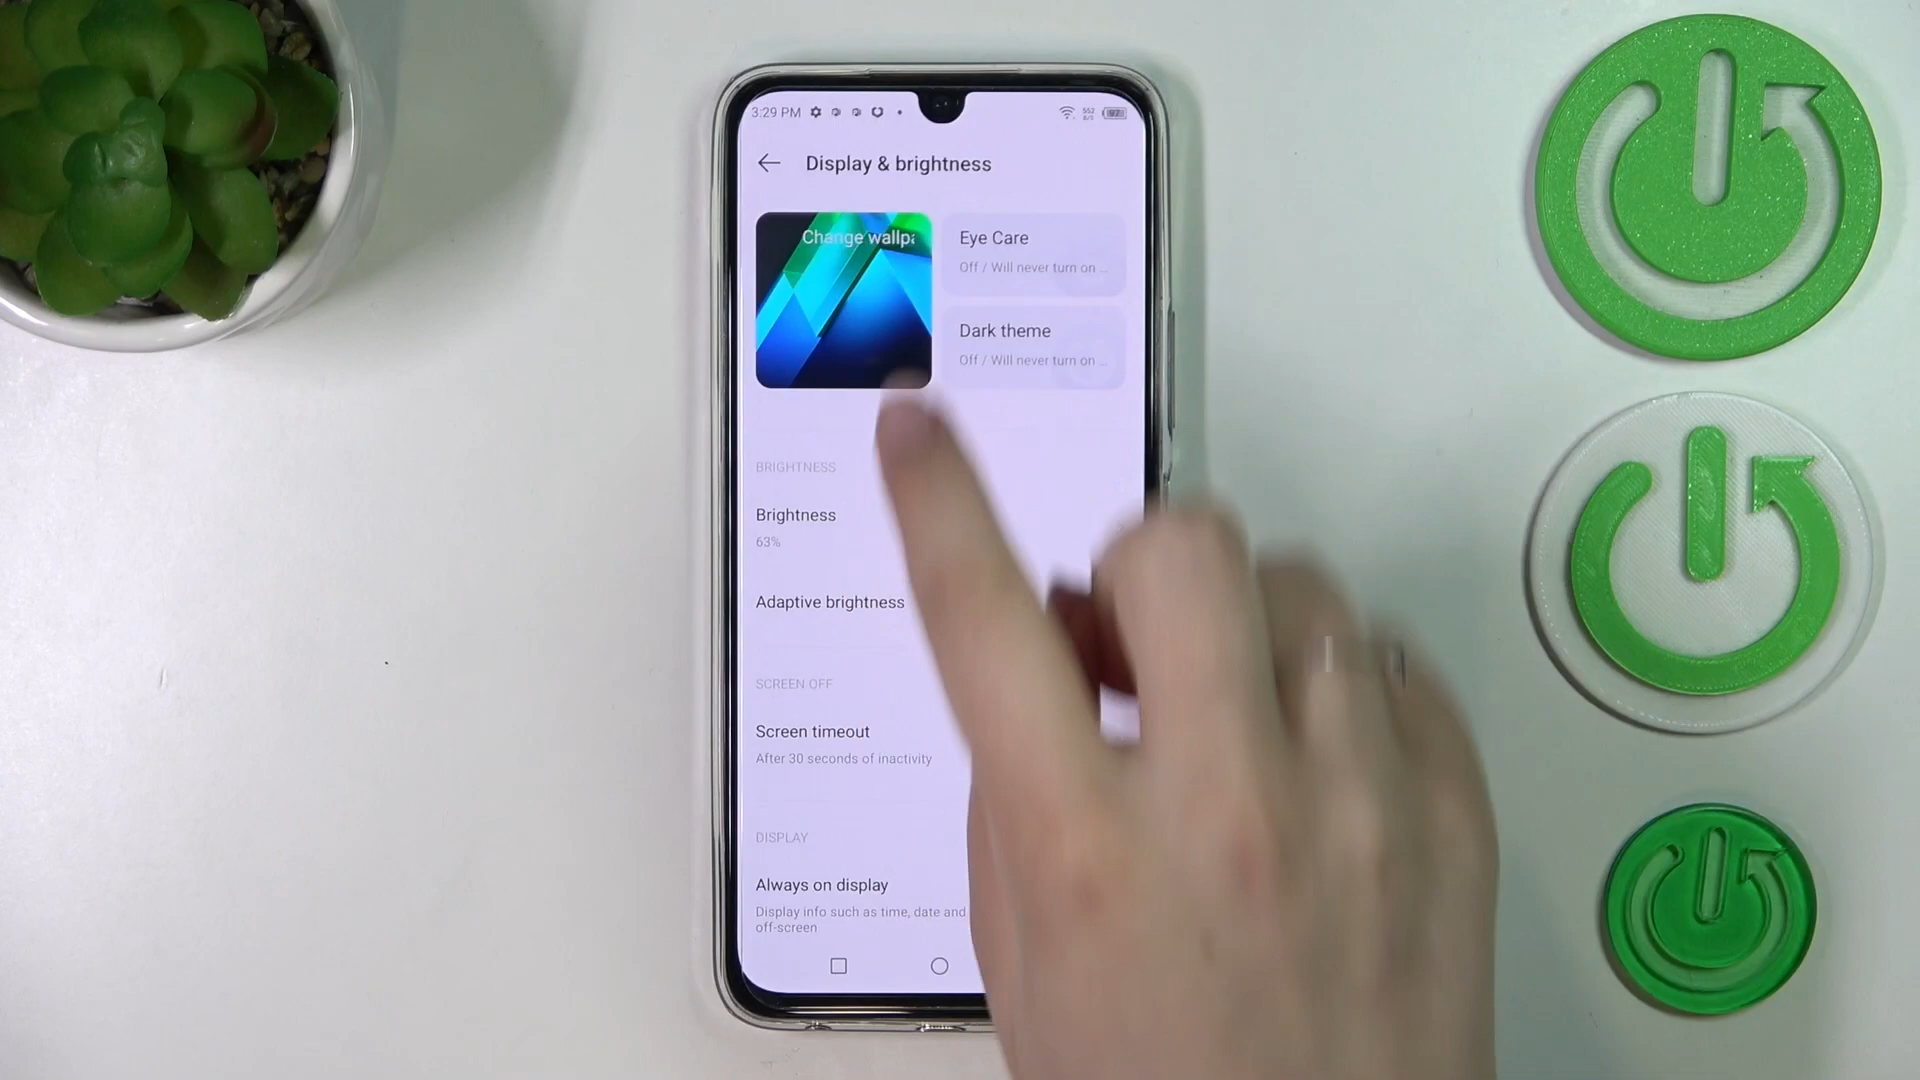 3:29 PM
552
B/S
Display & brightness
Change wallpa
Eye Care
Off / Will never turn on ...
Dark theme
Off / Will never turn on ...
BRIGHTNESS
Brightness
63%
Adaptive brightness
SCREEN OFF
Screen timeout
After 30 seconds of inactivity
DISPLAY
Always on display
Display info such as time, date and
off-screen